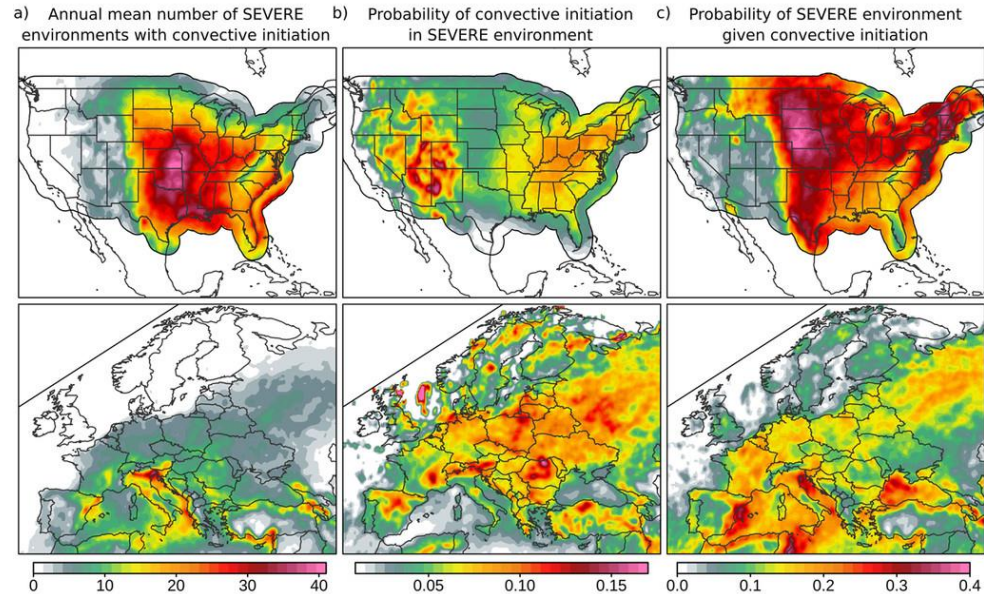 a) Annual mean number of SEVERE
environments with convective initiation
b) Probability of convective initiation
in SEVERE environment
c) Probability of SEVERE environment
given convective initiation
0 10 20 30 40
0.05 0.10 0.15
0.0 0.1 0.2 0.3 0.4